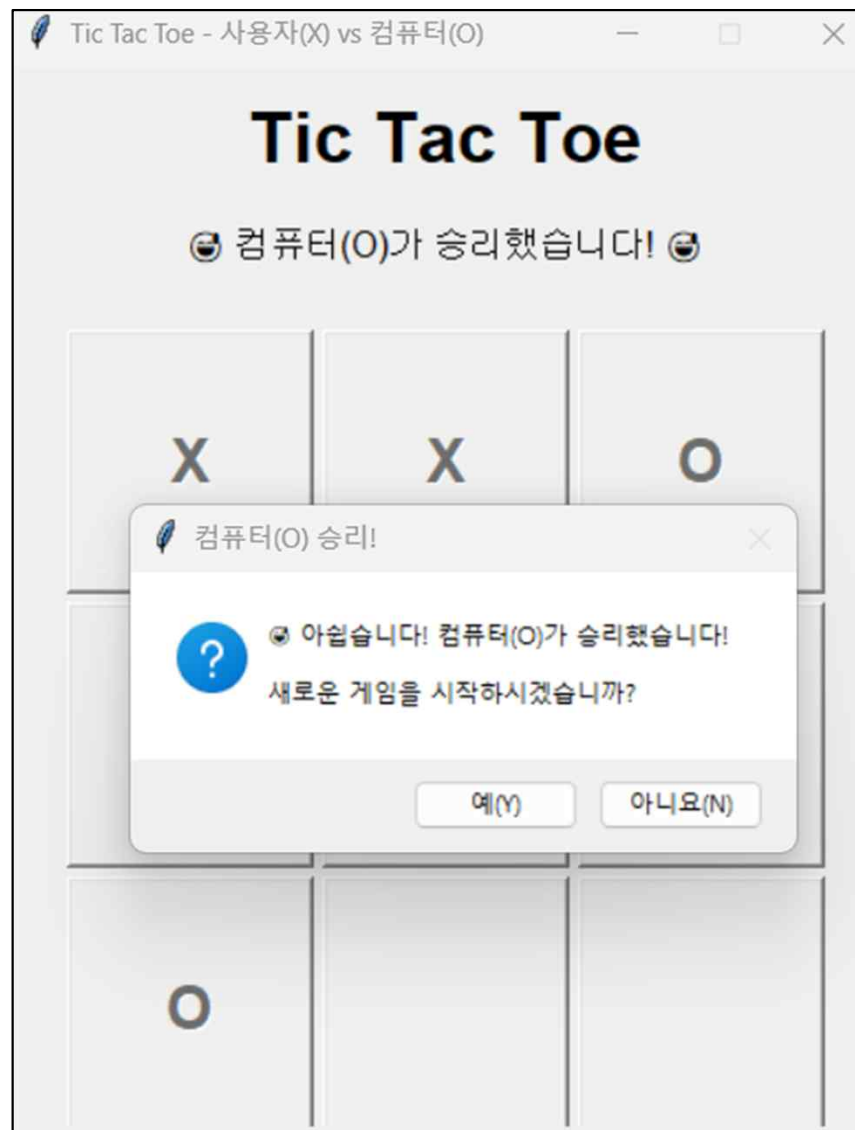 Tic Tac Toe - 사용자(X) vs 컴퓨터(O)
Tic Tac Toe
😅 컴퓨터(O)가 승리했습니다! 😅
X X O
컴퓨터(O) 승리!
😅 아쉽습니다! 컴퓨터(O)가 승리했습니다!
새로운 게임을 시작하시겠습니까?
예(Y) 아니요(N)
O